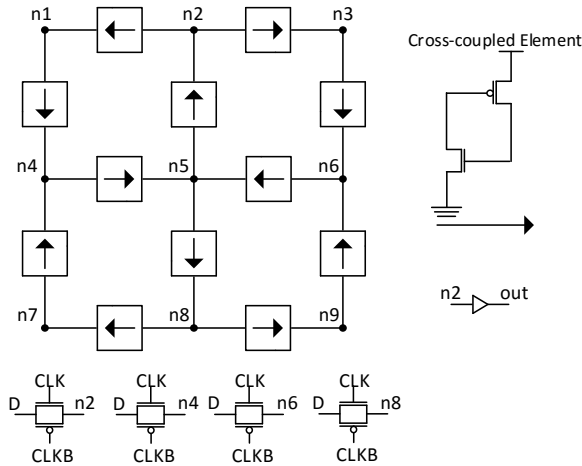 n1 n2 n3
Cross-coupled Element
n4 n5 n6
n2 out
n7 n8 n9
CLK CLK CLK CLK
D n2 D n4 D n6 D n8
CLKB CLKB CLKB CLKB